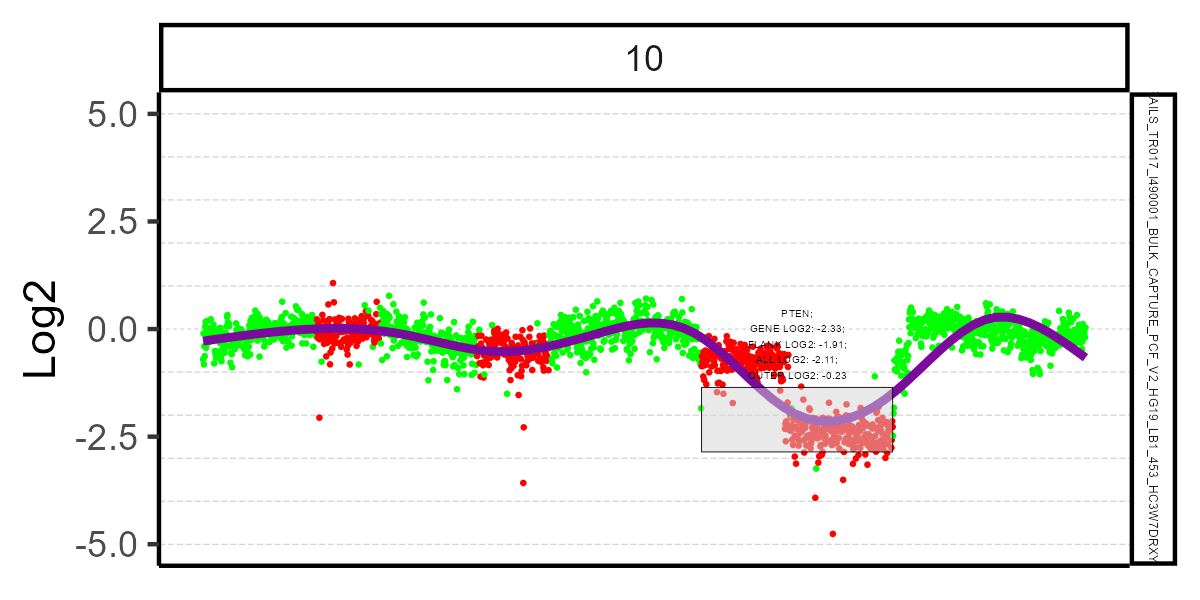 10
5.0
2.5
0.0
-2.5
-5.0
Log2
PTEN;
GENE LOG2: -2.33;
FLANK LOG2: -1.91;
ALL LOG2: -2.11;
OUTER LOG2: -0.23
AILS_TR017_I490001_BULK_CAPTURE_PCF_V2_HG19_LB1_453_HC3W7DRXY